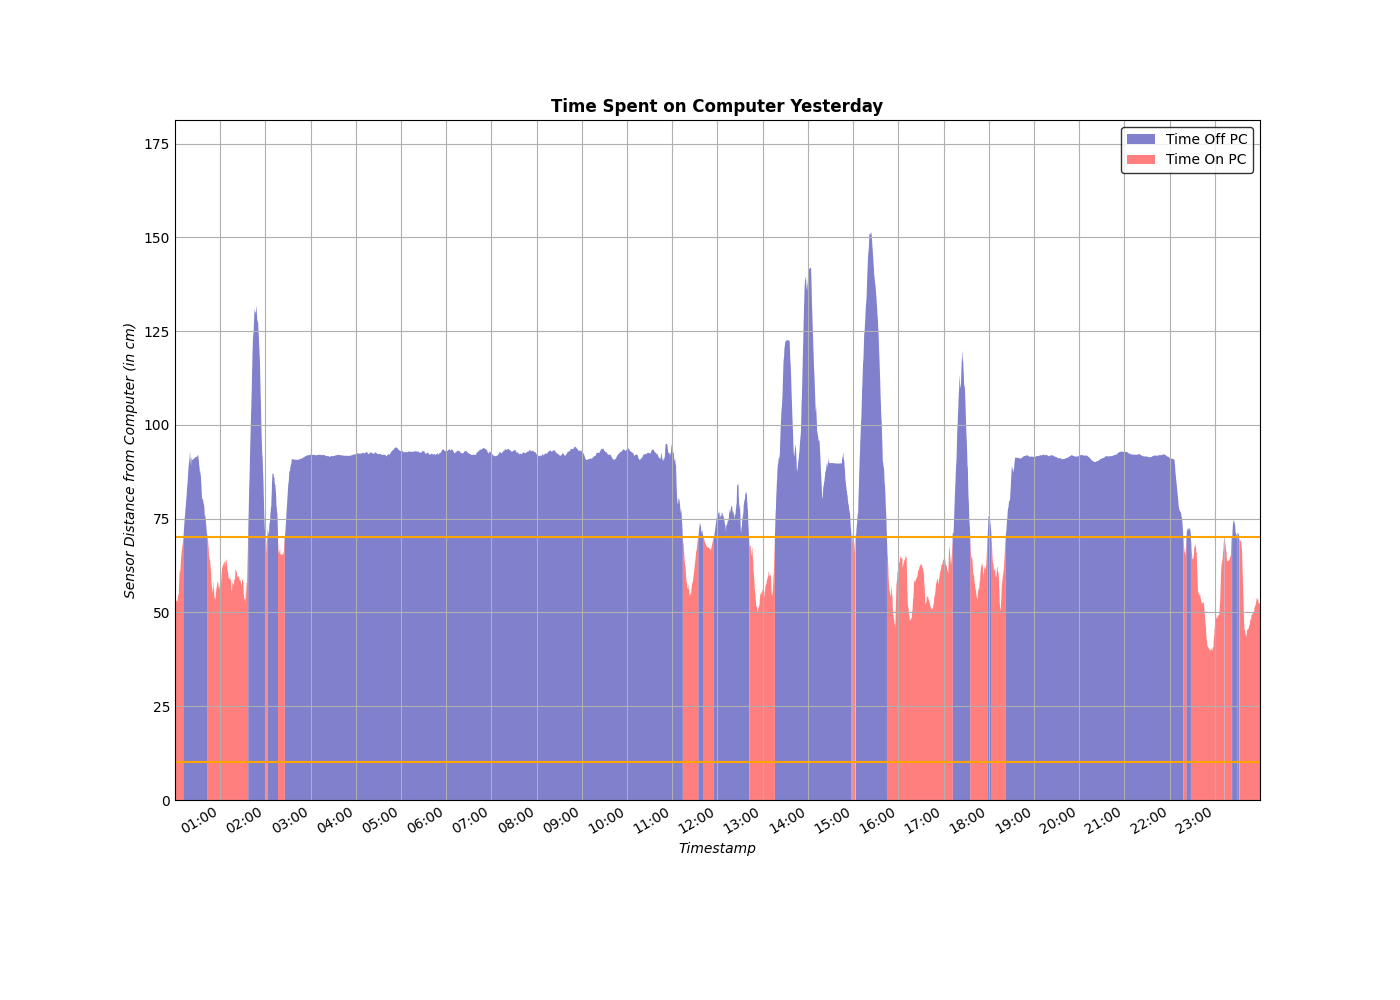 Time Spent on Computer Yesterday
Time Off PC
Time On PC
Sensor Distance from Computer (in cm)
175
150
125
100
75
50
25
0
01:00 02:00 03:00 04:00 05:00 06:00 07:00 08:00 09:00 10:00 11:00 12:00 13:00 14:00 15:00 16:00 17:00 18:00 19:00 20:00 21:00 22:00 23:00
Timestamp